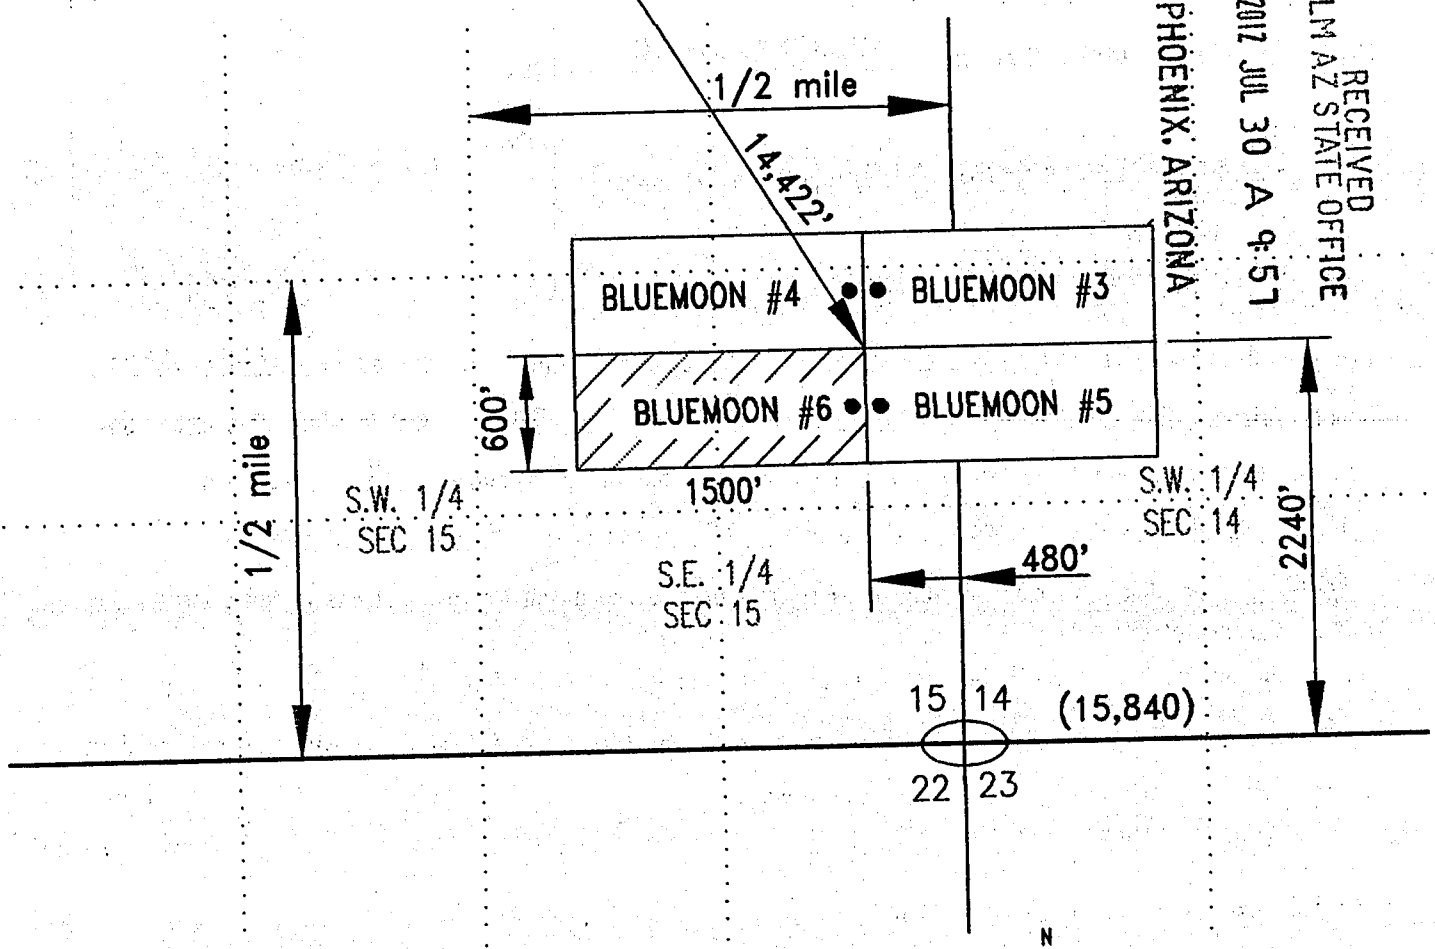 RECEIVED
LM AZ STATE OFFICE
2012 JUL 30 A 9:57
PHOENIX, ARIZONA
1/2 mile
14,422'
BLUEMOON #4
BLUEMOON #3
BLUEMOON #6
BLUEMOON #5
600'
1500'
1/2 mile
S.W. 1/4
SEC 15
S.W. 1/4
SEC 14
2240'
S.E. 1/4
SEC 15
480'
15 14
(15,840)
22 23
N